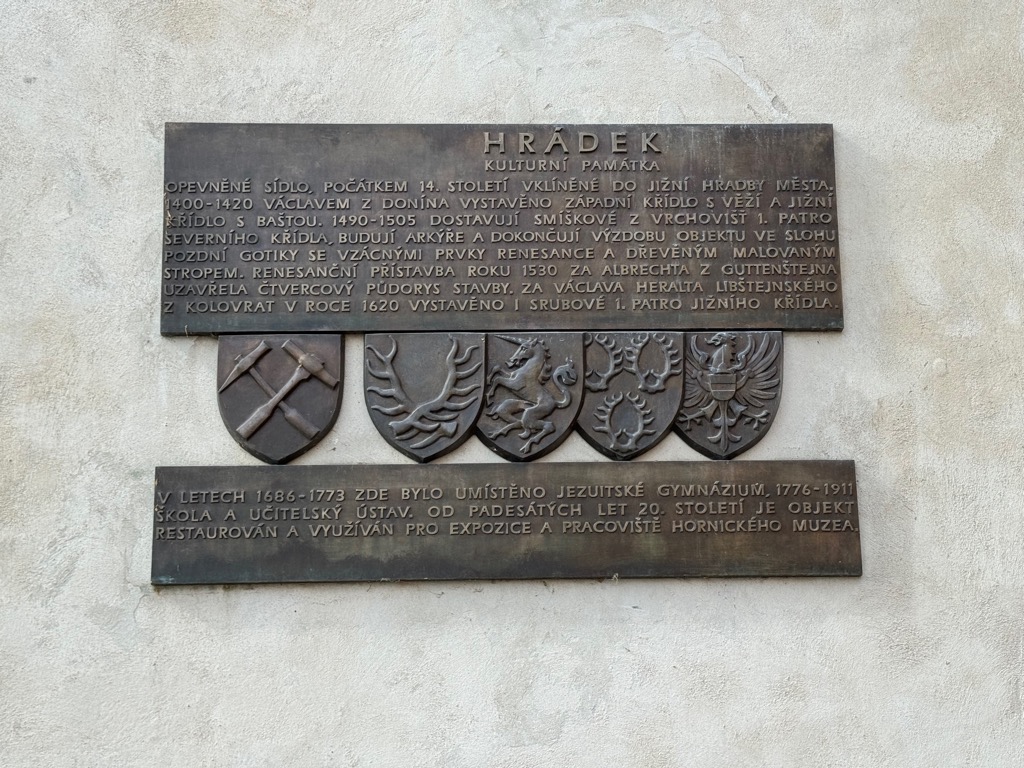 HRÁDEK
KULTURNÍ PAMÁTKA
OPEVNĚNÉ SÍDLO, POČÁTKEM 14. STOLETÍ VKLÍNĚNÉ DO JIŽNÍ HRADBY MĚSTA.
1400-1420 VÁCLAVEM Z DONÍNA VYSTAVĚNO ZÁPADNÍ KŘÍDLO S VĚŽÍ A JIŽNÍ
KŘÍDLO S BAŠTOU. 1490-1505 DOSTAVUJÍ SMÍŠKOVÉ Z VRCHOVIŠŤ 1. PATRO
SEVERNÍHO KŘÍDLA, BUDUJÍ ARKÝŘE A DOKONČUJÍ VÝZDOBU OBJEKTU VE SLOHU
POZDNÍ GOTIKY SE VZÁCNÝMI PRVKY RENESANCE A DŘEVĚNÝM MALOVANÝM
STROPEM. RENESANČNÍ PŘÍSTAVBA ROKU 1530 ZA ALBRECHTA Z GUTTENŠTEJNA
UZAVŘELA ČTVERCOVÝ PŮDORYS STAVBY. ZA VÁCLAVA HERALTA LIBŠTEJNSKÉHO
Z KOLOVRAT V ROCE 1620 VYSTAVĚNO I SRUBOVÉ 1. PATRO JIŽNÍHO KŘÍDLA.
V LETECH 1686-1773 ZDE BYLO UMÍSTĚNO JEZUITSKÉ GYMNÁZIUM, 1776-1911
ŠKOLA A UČITELSKÝ ÚSTAV. OD PADESÁTÝCH LET 20. STOLETÍ JE OBJEKT
RESTAUROVÁN A VYUŽÍVÁN PRO EXPOZICE A PRACOVIŠTĚ HORNICKÉHO MUZEA.